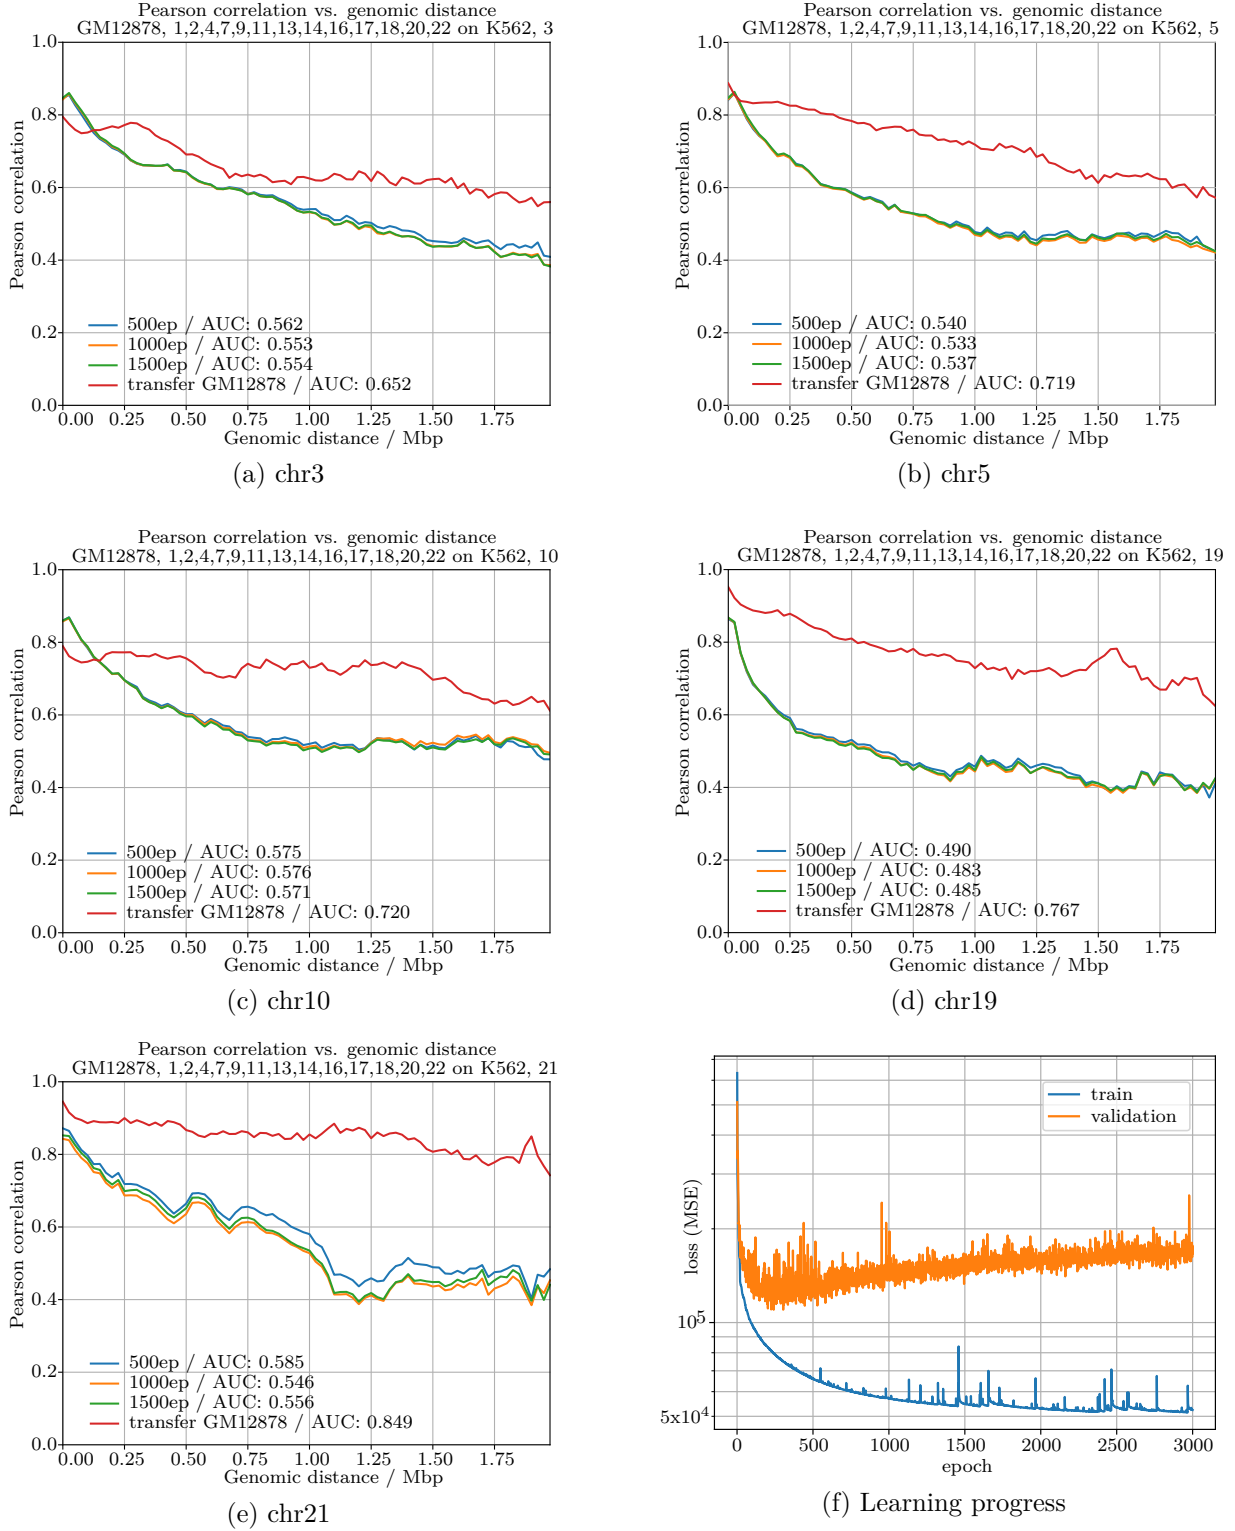 Pearson correlation vs. genomic distance
GM12878, 1,2,4,7,9,11,13,14,16,17,18,20,22 on K562, 3
1.0
0.8
0.6
0.4
0.2
0.0
Pearson correlation
500ep / AUC: 0.562
1000ep / AUC: 0.553
1500ep / AUC: 0.554
transfer GM12878 / AUC: 0.652
0.00 0.25 0.50 0.75 1.00 1.25 1.50 1.75
Genomic distance / Mbp
(a) chr3
Pearson correlation vs. genomic distance
GM12878, 1,2,4,7,9,11,13,14,16,17,18,20,22 on K562, 5
1.0
0.8
0.6
0.4
0.2
0.0
Pearson correlation
500ep / AUC: 0.540
1000ep / AUC: 0.533
1500ep / AUC: 0.537
transfer GM12878 / AUC: 0.719
0.00 0.25 0.50 0.75 1.00 1.25 1.50 1.75
Genomic distance / Mbp
(b) chr5
Pearson correlation vs. genomic distance
GM12878, 1,2,4,7,9,11,13,14,16,17,18,20,22 on K562, 10
1.0
0.8
0.6
0.4
0.2
0.0
Pearson correlation
500ep / AUC: 0.575
1000ep / AUC: 0.576
1500ep / AUC: 0.571
transfer GM12878 / AUC: 0.720
0.00 0.25 0.50 0.75 1.00 1.25 1.50 1.75
Genomic distance / Mbp
(c) chr10
Pearson correlation vs. genomic distance
GM12878, 1,2,4,7,9,11,13,14,16,17,18,20,22 on K562, 19
1.0
0.8
0.6
0.4
0.2
0.0
Pearson correlation
500ep / AUC: 0.490
1000ep / AUC: 0.483
1500ep / AUC: 0.485
transfer GM12878 / AUC: 0.767
0.00 0.25 0.50 0.75 1.00 1.25 1.50 1.75
Genomic distance / Mbp
(d) chr19
Pearson correlation vs. genomic distance
GM12878, 1,2,4,7,9,11,13,14,16,17,18,20,22 on K562, 21
1.0
0.8
0.6
0.4
0.2
0.0
Pearson correlation
500ep / AUC: 0.585
1000ep / AUC: 0.546
1500ep / AUC: 0.556
transfer GM12878 / AUC: 0.849
0.00 0.25 0.50 0.75 1.00 1.25 1.50 1.75
Genomic distance / Mbp
(e) chr21
train
validation
loss (MSE)
10⁵
5x10⁴
0 500 1000 1500 2000 2500 3000
epoch
(f) Learning progress